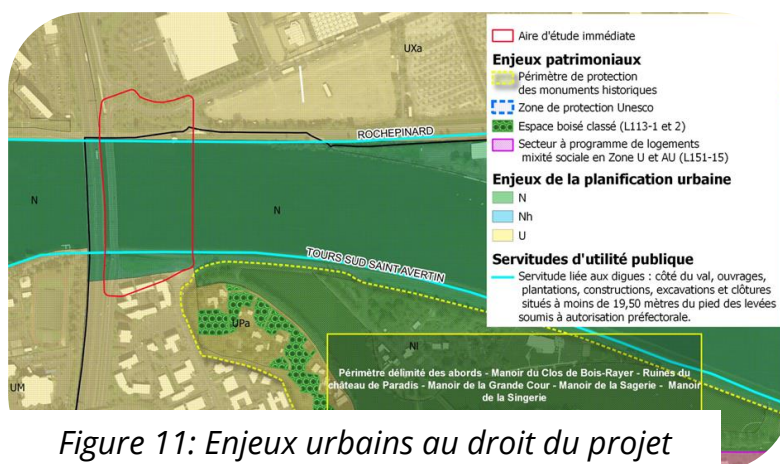 UXa
ROCHEPINARD
N
N
TOURS SUD SAINT AVERTIN
UPa
NI
UM
Périmètre délimité des abords - Manoir du Clos de Bois-Rayer - Ruines du
château de Paradis - Manoir de la Grande Cour - Manoir de la Sagerie - Manoir
de la Singerie
Aire d'étude immédiate
Enjeux patrimoniaux
Périmètre de protection
des monuments historiques
Zone de protection Unesco
Espace boisé classé (L113-1 et 2)
Secteur à programme de logements
mixité sociale en Zone U et AU (L151-15)
Enjeux de la planification urbaine
N
Nh
U
Servitudes d'utilité publique
Servitude liée aux digues : côté du val, ouvrages,
plantations, constructions, excavations et clôtures
situés à moins de 19,50 mètres du pied des levées
soumis à autorisation préfectorale.
Figure 11: Enjeux urbains au droit du projet